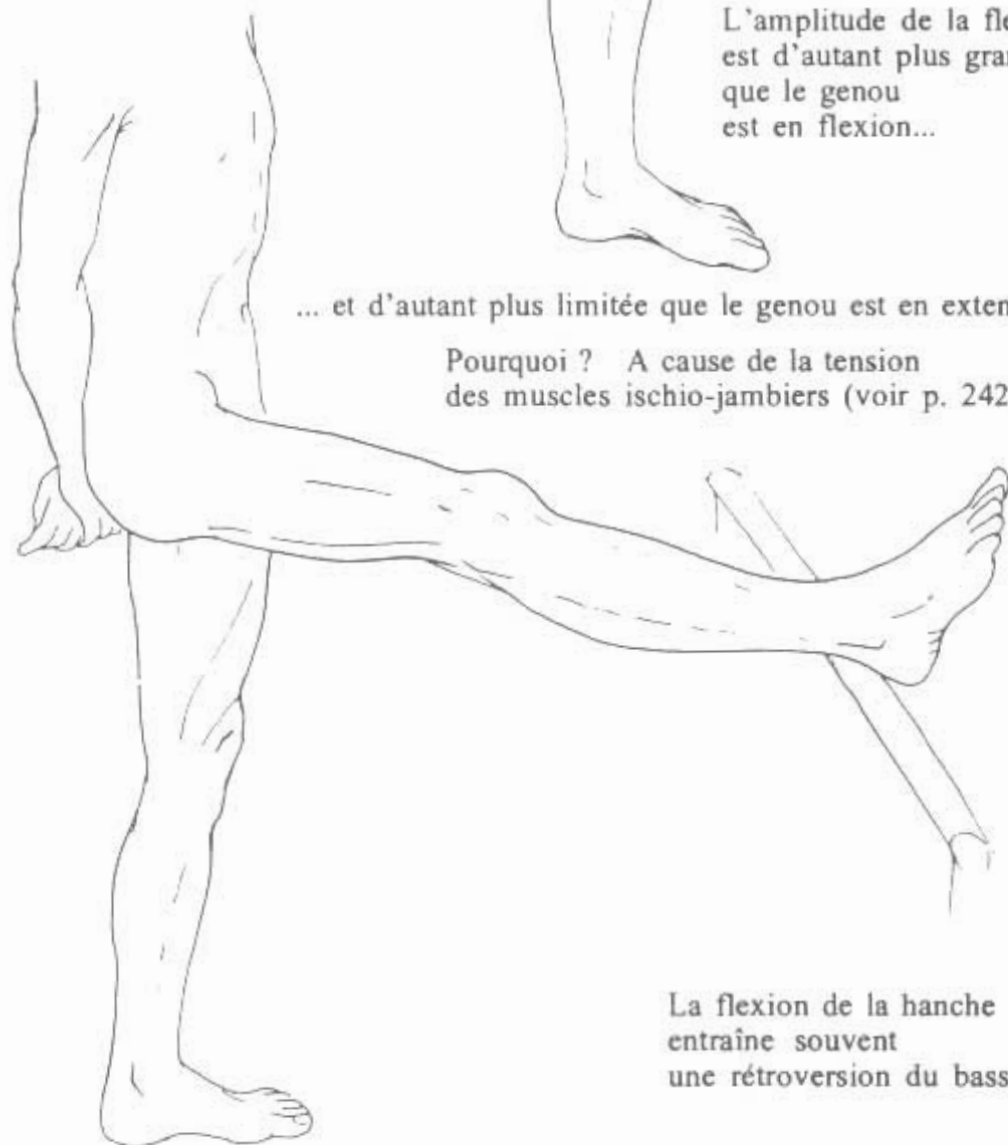 L'amplitude de la fle
est d'autant plus gran
que le genou
est en flexion...
... et d'autant plus limitée que le genou est en exten
Pourquoi ? A cause de la tension
des muscles ischio-jambiers (voir p. 242
La flexion de la hanche
entraîne souvent
une rétroversion du bass